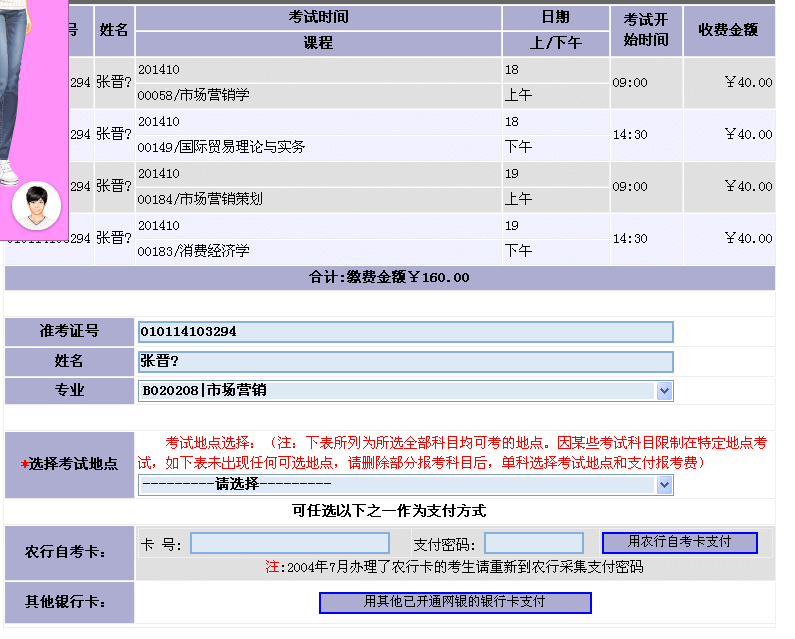 号 姓名 考试时间 日期 考试开始时间 收费金额
课程 上/下午
294 张晋? 201410 18 09:00 ￥40.00
00058/市场营销学 上午
294 张晋? 201410 18 14:30 ￥40.00
00149/国际贸易理论与实务 下午
294 张晋? 201410 19 09:00 ￥40.00
00184/市场营销策划 上午
294 张晋? 201410 19 14:30 ￥40.00
00183/消费经济学 下午
合计:缴费金额￥160.00
准考证号 010114103294
姓名 张晋?
专业 B020208|市场营销
*选择考试地点 考试地点选择：（注：下表所列为所选全部科目均可考的地点。因某些考试科目限制在特定地点考
试，如下表未出现任何可选地点，请删除部分报考科目后，单科选择考试地点和支付报考费）
---------请选择---------
可任选以下之一作为支付方式
农行自考卡： 卡 号: 支付密码: 用农行自考卡支付
注:2004年7月办理了农行卡的考生请重新到农行采集支付密码
其他银行卡： 用其他已开通网银的银行卡支付